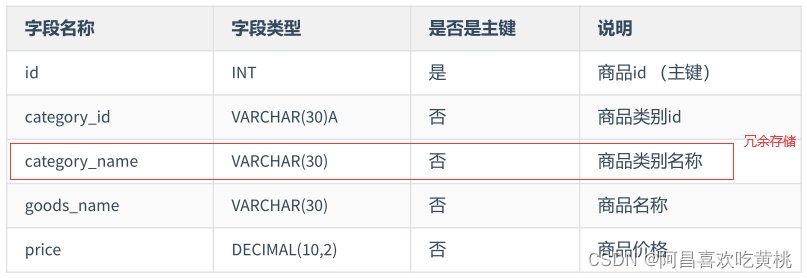 字段名称 字段类型 是否是主键 说明
id INT 是 商品id （主键）
category_id VARCHAR(30)A 否 商品类别id
冗余存储
category_name VARCHAR(30) 否 商品类别名称
goods_name VARCHAR(30) 否 商品名称
price DECIMAL(10,2) 否 商品价格
CSDN @阿昌喜欢吃黄桃